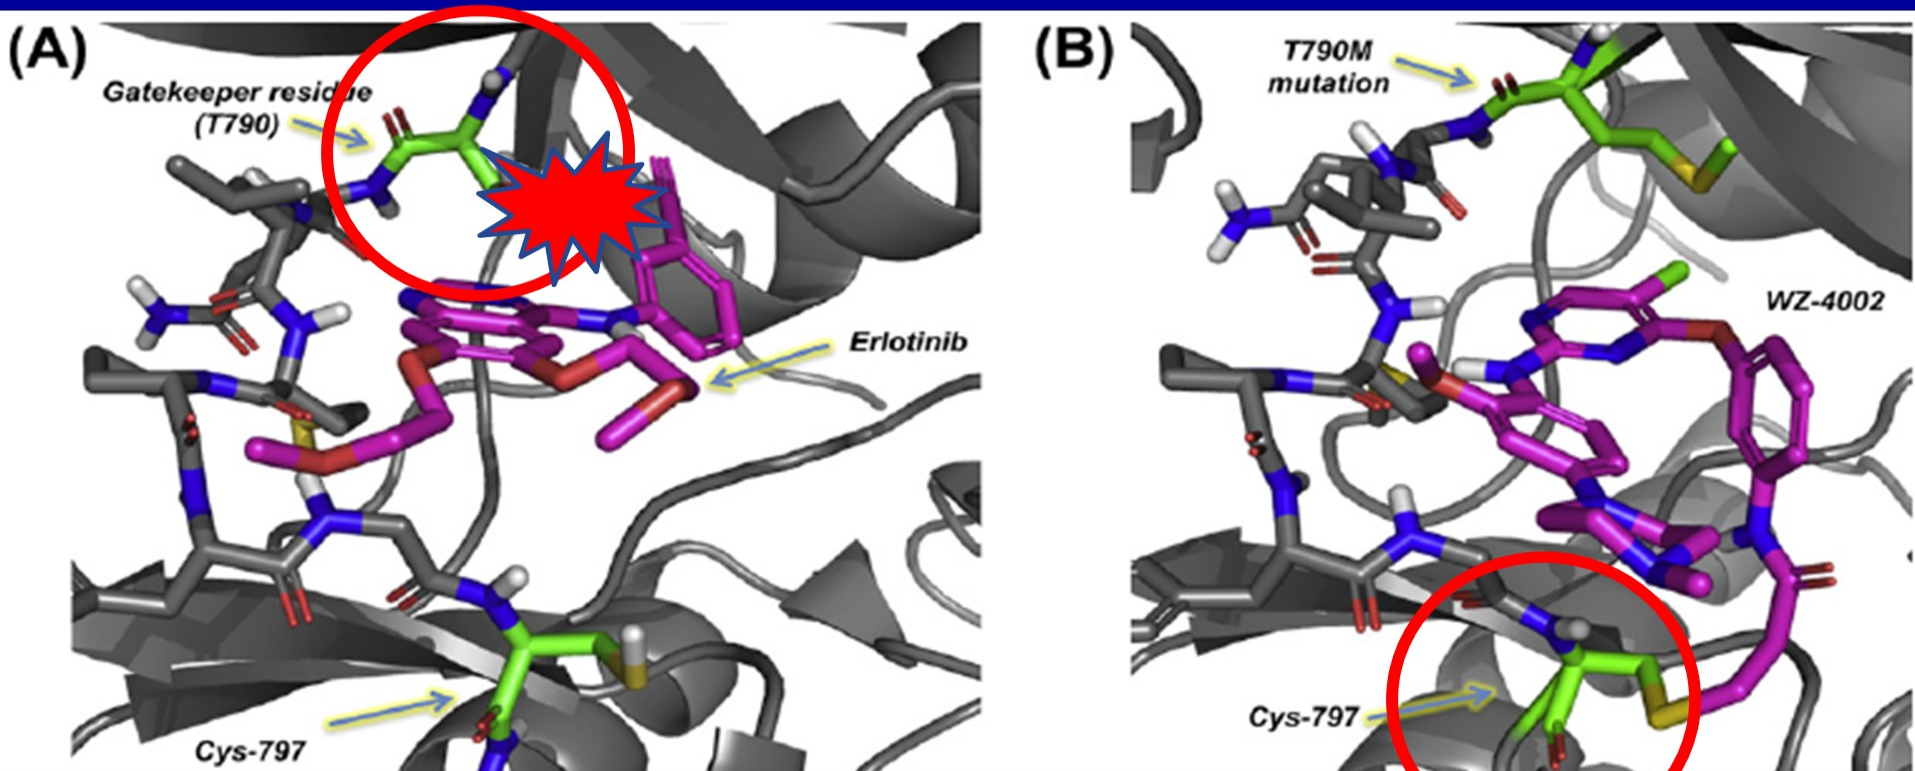 (A)
Gatekeeper residue
(T790)
Erlotinib
Cys-797
(B)
T790M
mutation
WZ-4002
Cys-797